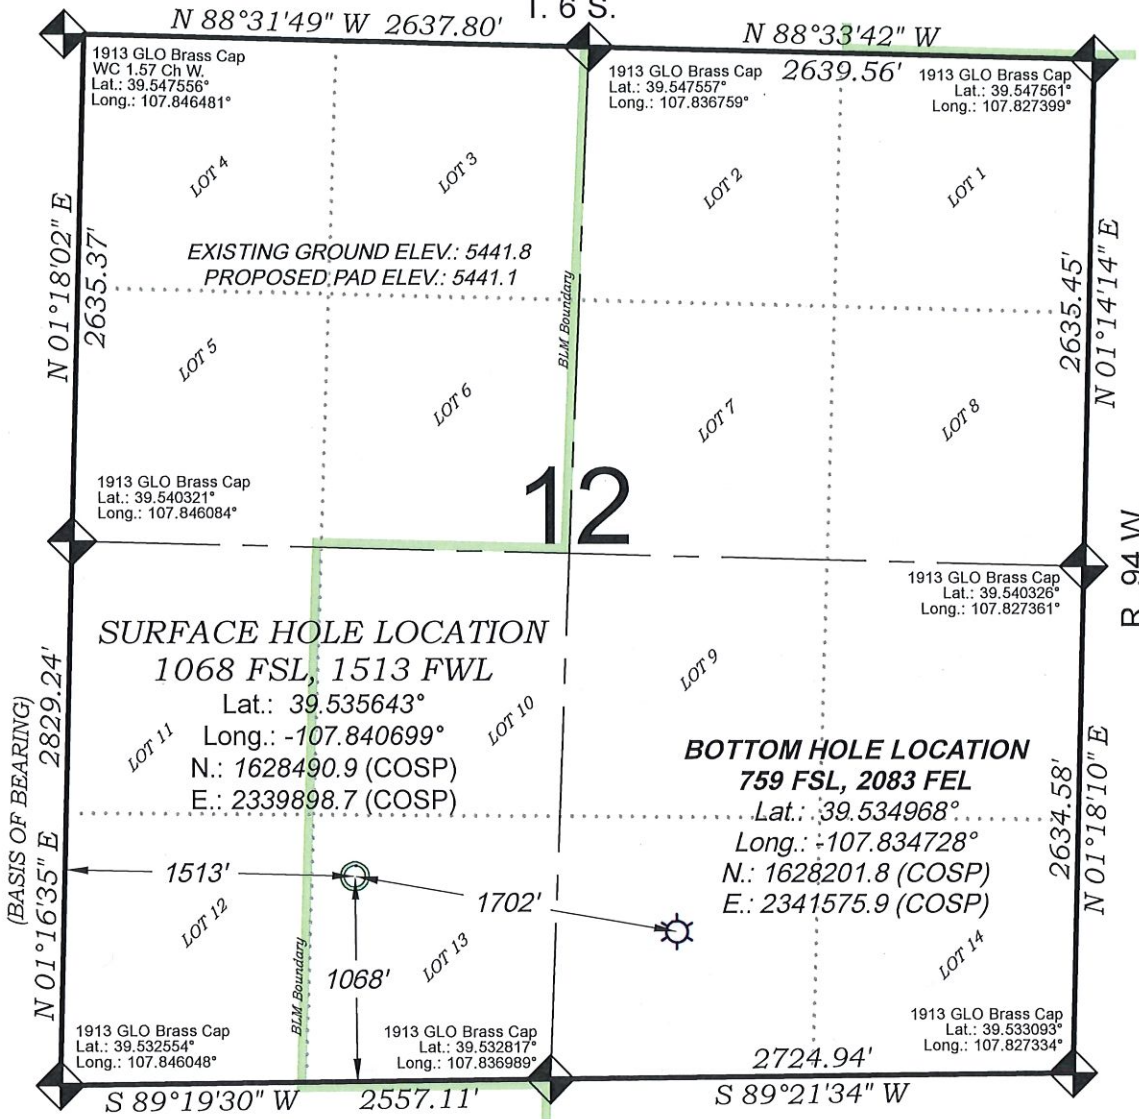 T. 6 S.
N 88°31'49" W 2637.80'
N 88°33'42" W
2639.56'
1913 GLO Brass Cap
WC 1.57 Ch W.
Lat.: 39.547556°
Long.: 107.846481°
1913 GLO Brass Cap
Lat.: 39.547557°
Long.: 107.836759°
1913 GLO Brass Cap
Lat.: 39.547561°
Long.: 107.827399°
LOT 4
LOT 3
LOT 2
LOT 1
N 01°18'02" E
2635.37'
EXISTING GROUND ELEV.: 5441.8
PROPOSED PAD ELEV.: 5441.1
BLM Boundary
2635.45'
N 01°14'14" E
LOT 5
LOT 6
LOT 7
LOT 8
1913 GLO Brass Cap
Lat.: 39.540321°
Long.: 107.846084°
12
R. 94 W.
1913 GLO Brass Cap
Lat.: 39.540326°
Long.: 107.827361°
SURFACE HOLE LOCATION
1068 FSL, 1513 FWL
Lat.: 39.535643°
Long.: -107.840699°
N.: 1628490.9 (COSP)
E.: 2339898.7 (COSP)
LOT 11
LOT 10
LOT 9
BOTTOM HOLE LOCATION
759 FSL, 2083 FEL
Lat.: 39.534968°
Long.: -107.834728°
N.: 1628201.8 (COSP)
E.: 2341575.9 (COSP)
(BASIS OF BEARING)
N 01°16'35" E 2829.24'
2634.58'
N 01°18'10" E
1513'
1702'
1068'
LOT 12
LOT 13
LOT 14
BLM Boundary
1913 GLO Brass Cap
Lat.: 39.532554°
Long.: 107.846048°
1913 GLO Brass Cap
Lat.: 39.532817°
Long.: 107.836989°
1913 GLO Brass Cap
Lat.: 39.533093°
Long.: 107.827334°
S 89°19'30" W 2557.11'
2724.94'
S 89°21'34" W